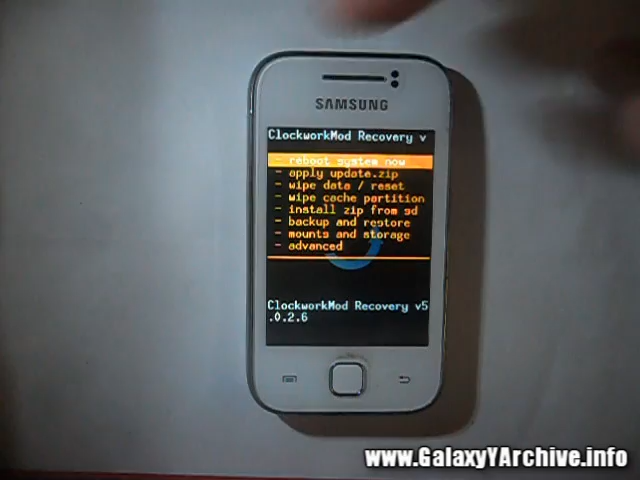 SAMSUNG
ClockworkMod Recovery v
- reboot system now
- apply update.zip
- wipe data / reset
- wipe cache partition
- install zip from sd
- backup and restore
- mounts and storage
- advanced
ClockworkMod Recovery v5
.0.2.6
www.GalaxyYArchive.info